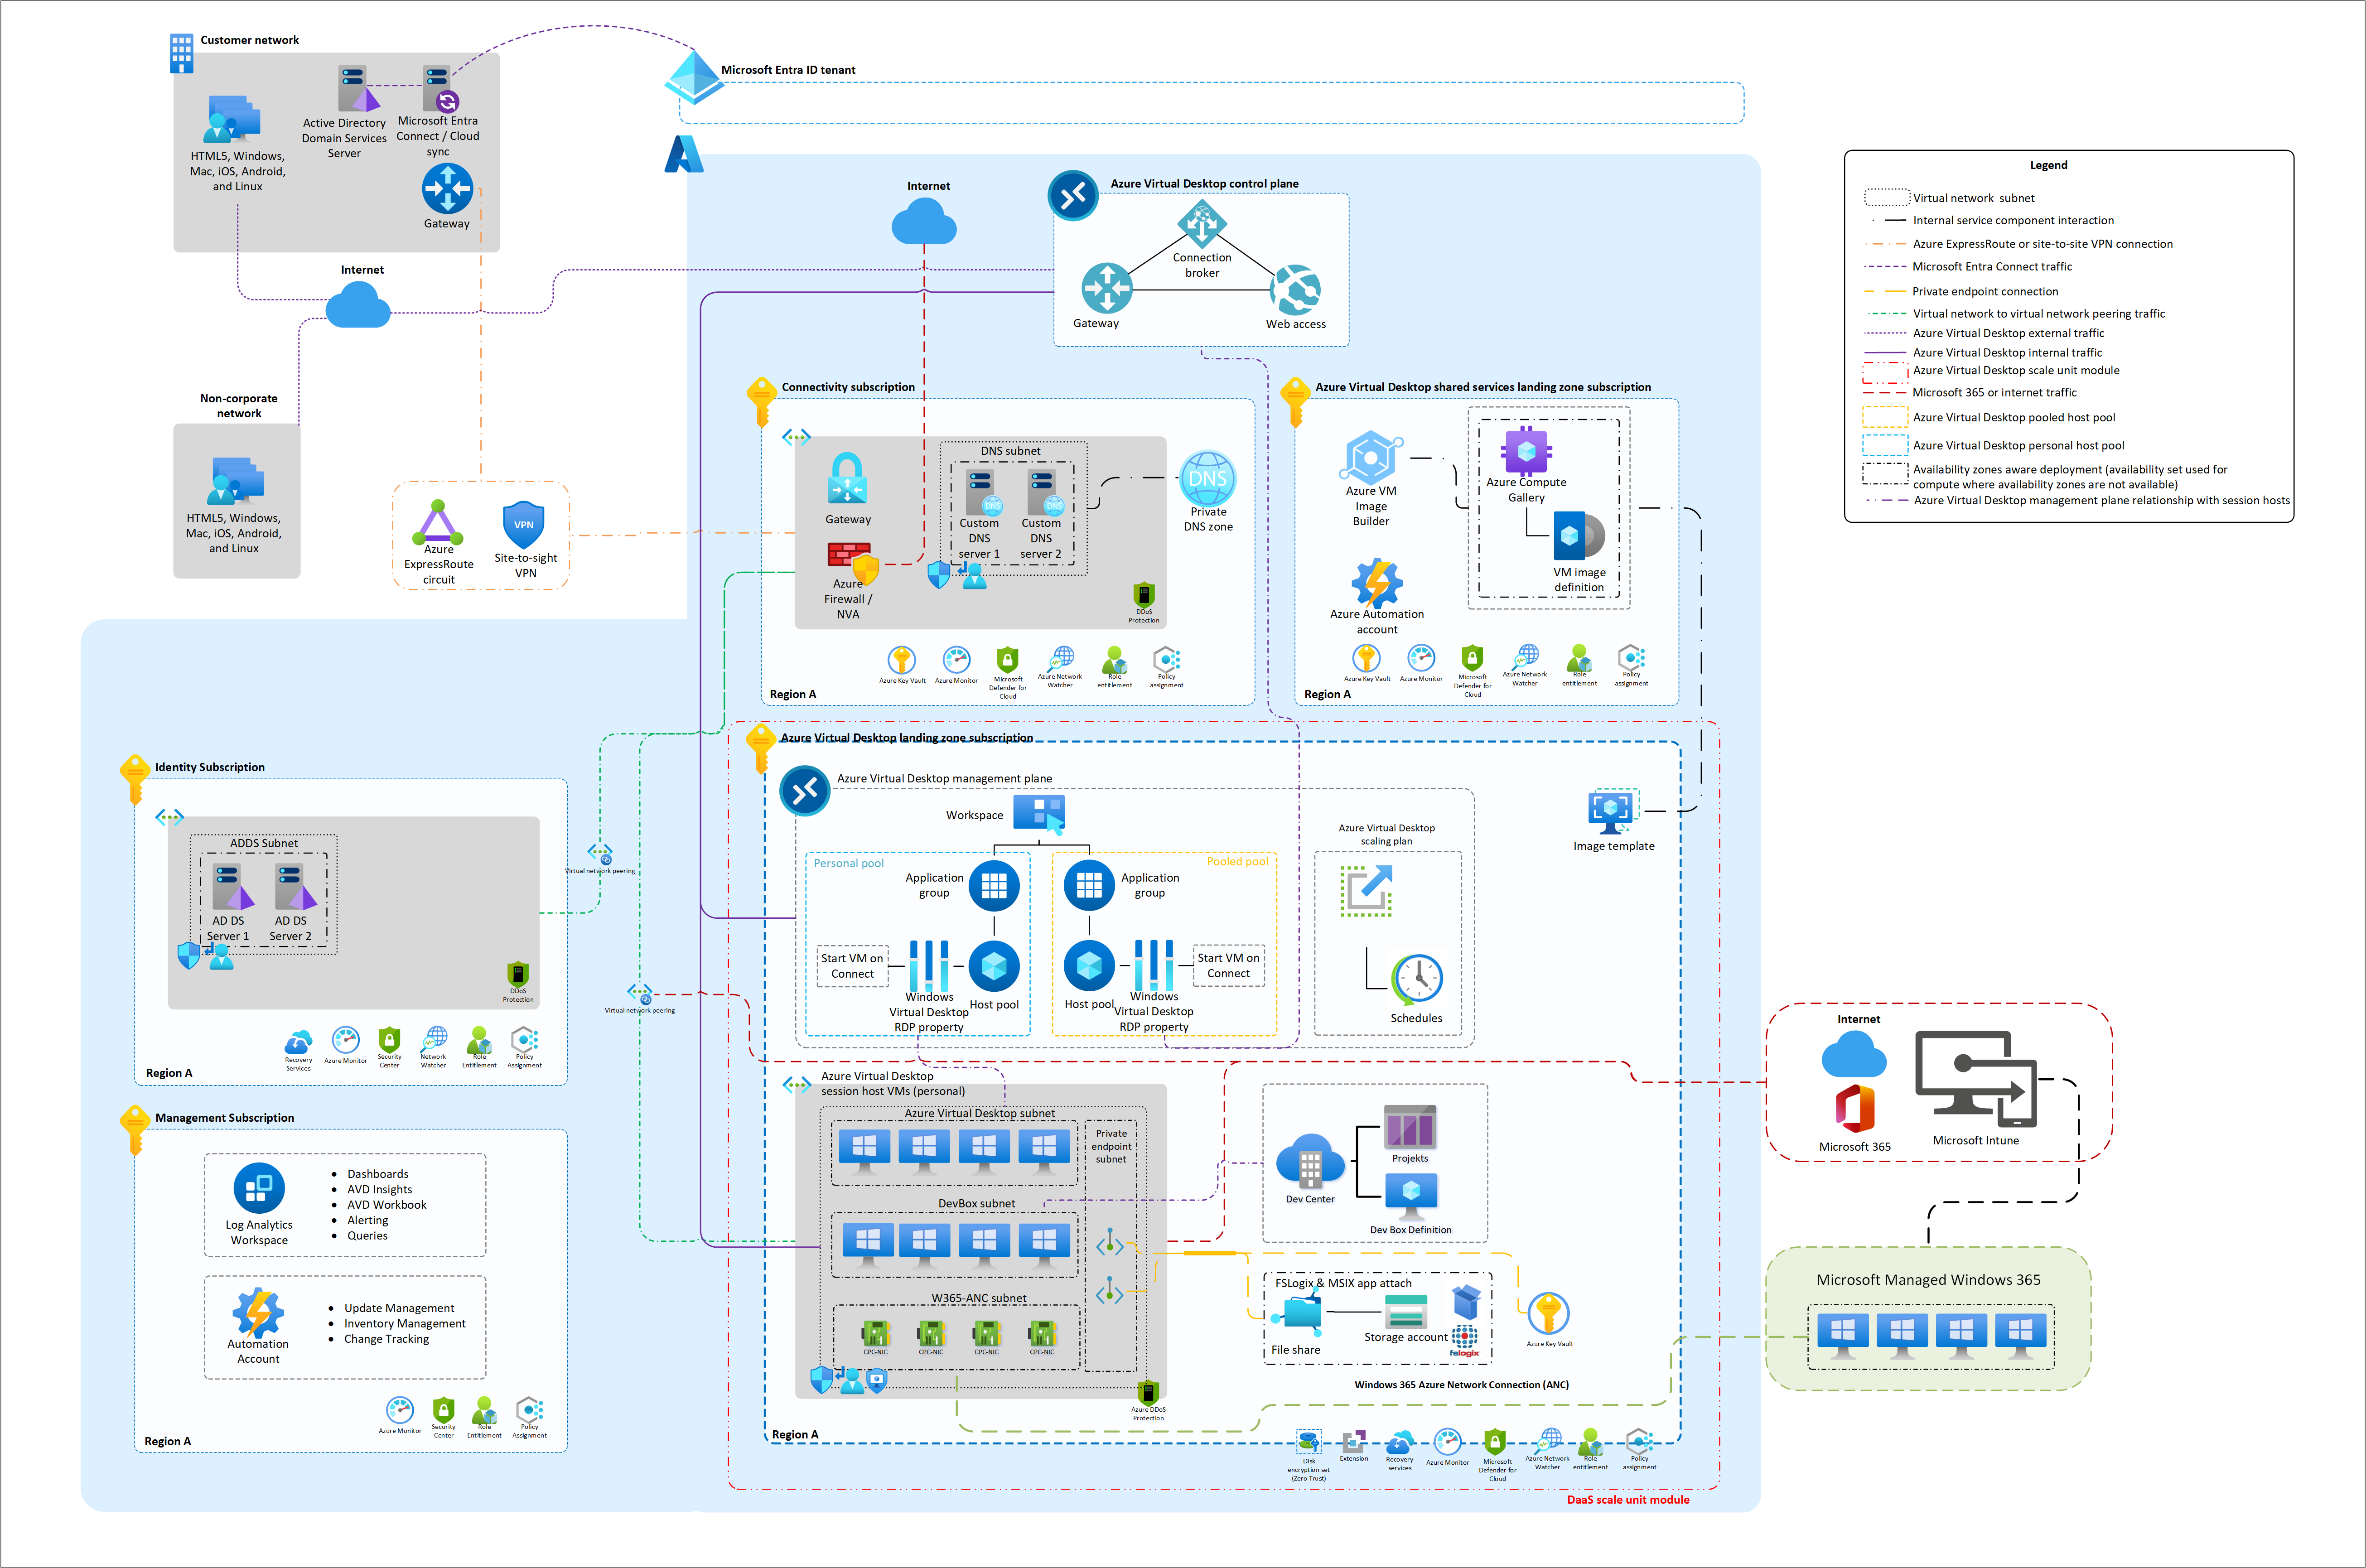 Customer network
Active Directory
Domain Services
Server
Microsoft Entra
Connect / Cloud
sync
HTML5, Windows,
Mac, iOS, Android,
and Linux
Gateway
Internet
Non-corporate
network
HTML5, Windows,
Mac, iOS, Android,
and Linux
Azure
ExpressRoute
circuit
VPN
Site-to-sight
VPN
Microsoft Entra ID tenant
Internet
Azure Virtual Desktop control plane
Connection
broker
Gateway
Web access
Legend
Virtual network subnet
Internal service component interaction
Azure ExpressRoute or site-to-site VPN connection
Microsoft Entra Connect traffic
Private endpoint connection
Virtual network to virtual network peering traffic
Azure Virtual Desktop external traffic
Azure Virtual Desktop internal traffic
Azure Virtual Desktop scale unit module
Microsoft 365 or internet traffic
Azure Virtual Desktop pooled host pool
Azure Virtual Desktop personal host pool
Availability zones aware deployment (availability set used for
compute where availability zones are not available)
Azure Virtual Desktop management plane relationship with session hosts
Connectivity subscription
Gateway
Azure
Firewall /
NVA
DNS subnet
DNS
DNS
Custom
DNS
server 1
Custom
DNS
server 2
DNS
Private
DNS zone
DDoS
Protection
Azure Key Vault
Azure Monitor
Microsoft
Defender for
Cloud
Azure Network
Watcher
Role
entitlement
Policy
assignment
Region A
Azure Virtual Desktop shared services landing zone subscription
Azure VM
Image
Builder
Azure Compute
Gallery
VM image
definition
Azure Automation
account
Azure Key Vault
Azure Monitor
Microsoft
Defender for
Cloud
Azure Network
Watcher
Role
entitlement
Policy
assignment
Region A
Identity Subscription
ADDS Subnet
AD DS
Server 1
AD DS
Server 2
DDoS
Protection
Recovery
Services
Azure Monitor
Security
Center
Network
Watcher
Role
Entitlement
Policy
Assignment
Region A
Virtual network peering
Virtual network peering
Management Subscription
Log Analytics
Workspace
• Dashboards
• AVD Insights
• AVD Workbook
• Alerting
• Queries
Automation
Account
• Update Management
• Inventory Management
• Change Tracking
Azure Monitor
Security
Center
Role
Entitlement
Policy
Assignment
Region A
Azure Virtual Desktop landing zone subscription
Azure Virtual Desktop management plane
Workspace
Personal pool
Application
group
Start VM on
Connect
Windows
Virtual Desktop
RDP property
Host pool
Pooled pool
Application
group
Host pool
Windows
Virtual Desktop
RDP property
Start VM on
Connect
Azure Virtual Desktop
scaling plan
Schedules
Image template
Azure Virtual Desktop
session host VMs (personal)
Azure Virtual Desktop subnet
Private
endpoint
subnet
DevBox subnet
W365-ANC subnet
CPC-NIC
CPC-NIC
CPC-NIC
CPC-NIC
Azure DDoS
Protection
Dev Center
Projekts
Dev Box Definition
FSLogix & MSIX app attach
File share
Storage account
fslogix
Azure Key Vault
Windows 365 Azure Network Connection (ANC)
Region A
Disk
encryption set
(Zero Trust)
Extension
Recovery
services
Azure Monitor
Microsoft
Defender for
Cloud
Azure Network
Watcher
Role
entitlement
Policy
assignment
DaaS scale unit module
Internet
Microsoft 365
Microsoft Intune
Microsoft Managed Windows 365